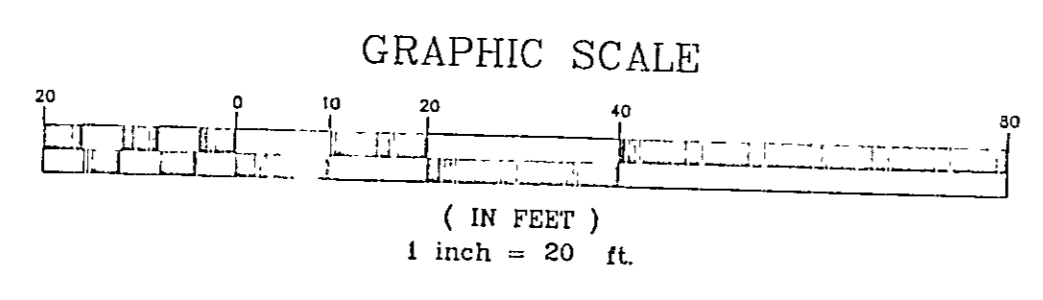 GRAPHIC SCALE
20 0 10 20 40 80
( IN FEET )
1 inch = 20 ft.